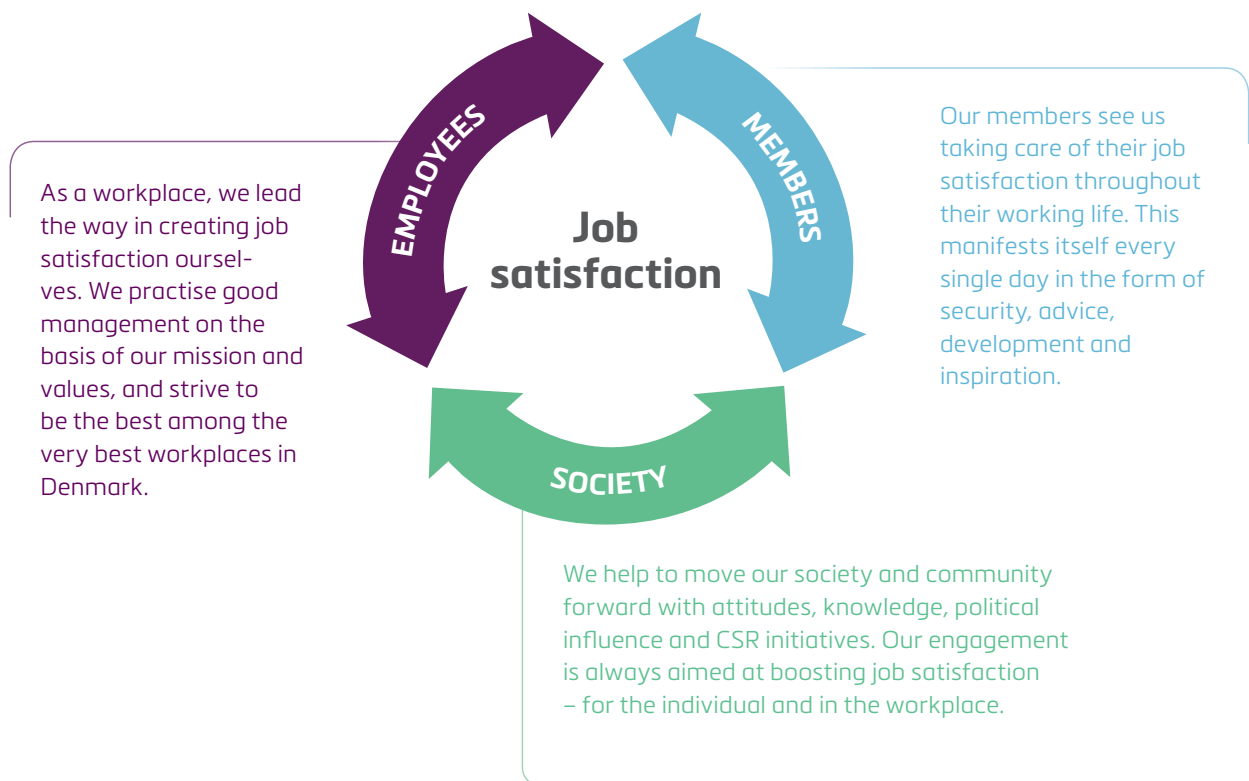 EMPLOYEES
MEMBERS
Job
satisfaction
SOCIETY
As a workplace, we lead
the way in creating job
satisfaction oursel-
ves. We practise good
management on the
basis of our mission and
values, and strive to
be the best among the
very best workplaces in
Denmark.
Our members see us
taking care of their job
satisfaction throughout
their working life. This
manifests itself every
single day in the form of
security, advice,
development and
inspiration.
We help to move our society and community
forward with attitudes, knowledge, political
influence and CSR initiatives. Our engagement
is always aimed at boosting job satisfaction
– for the individual and in the workplace.